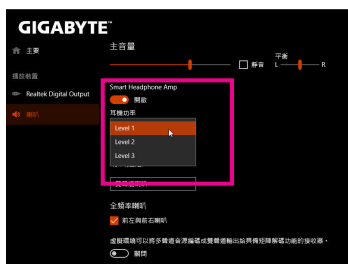 GIGABYTE™
主要
主音量
靜音
平衡
L
R
播放裝置
Realtek Digital Output
喇叭
Smart Headphone Amp
開啟
耳機功率
Level 1
Level 2
Level 3
全頻率喇叭
前左與前右喇叭
虛擬環境可以將多聲道音源編碼成雙聲道輸出給具備矩陣解碼功能的接收器。
關閉